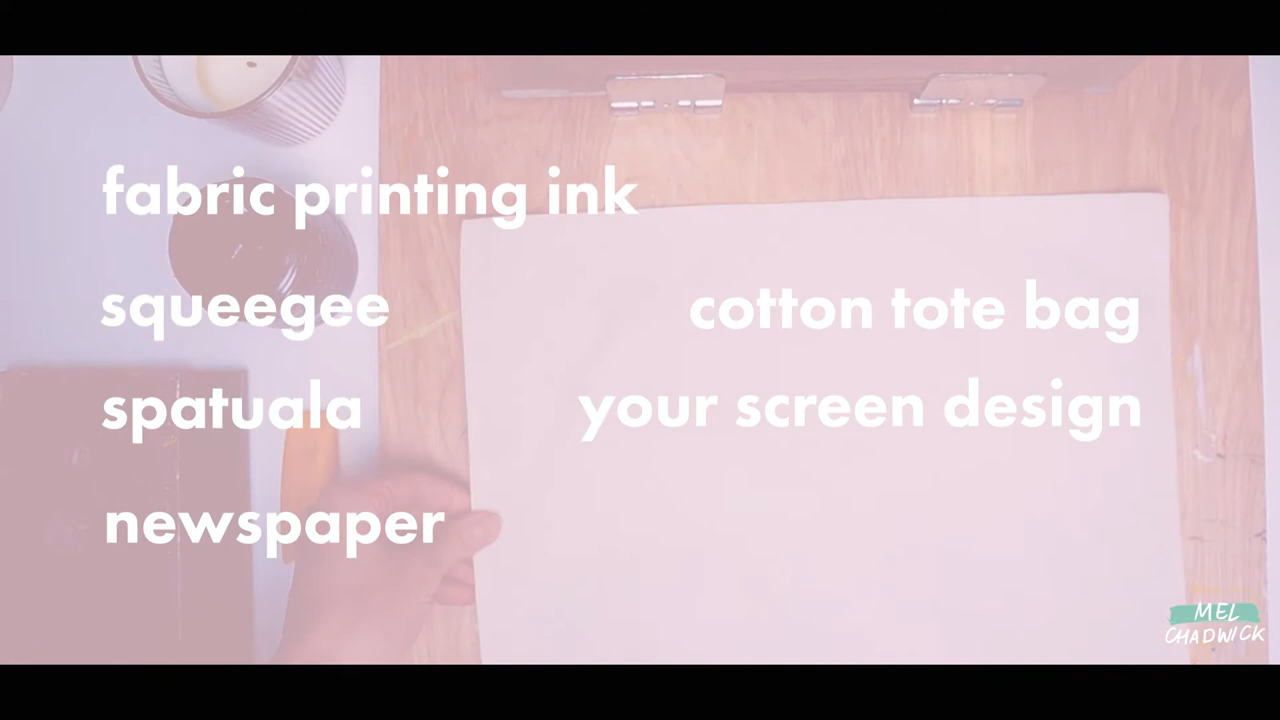 fabric printing ink
squeegee
spatuala
newspaper
cotton tote bag
your screen design
MEL
CHADWICK